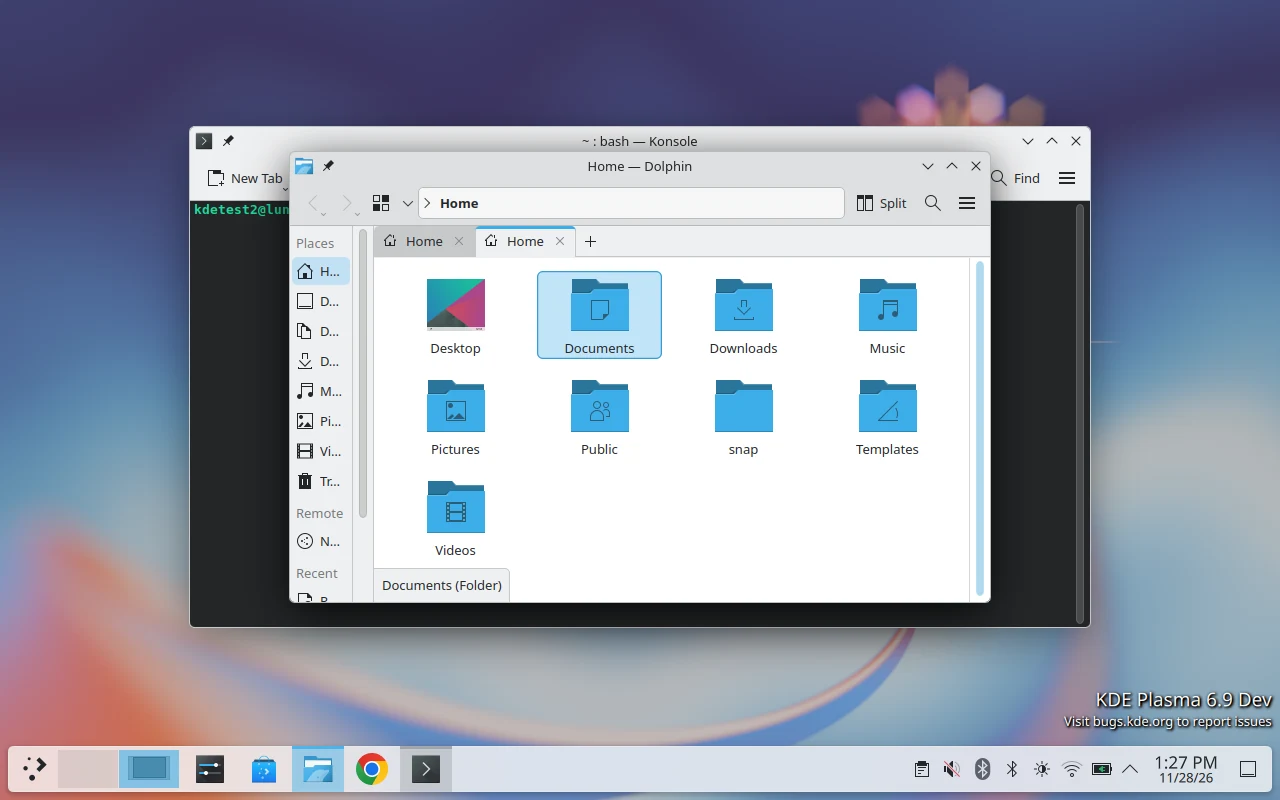 ~ : bash — Konsole
New Tab
Find
kdetest2@lun
Home — Dolphin
Home
Split
Places
H...
D...
D...
D...
M...
Pi...
Vi...
Tr...
Remote
N...
Recent
Home
Home
Desktop
Documents
Downloads
Music
Pictures
Public
snap
Templates
Videos
Documents (Folder)
KDE Plasma 6.9 Dev
Visit bugs.kde.org to report issues
1:27 PM
11/28/26